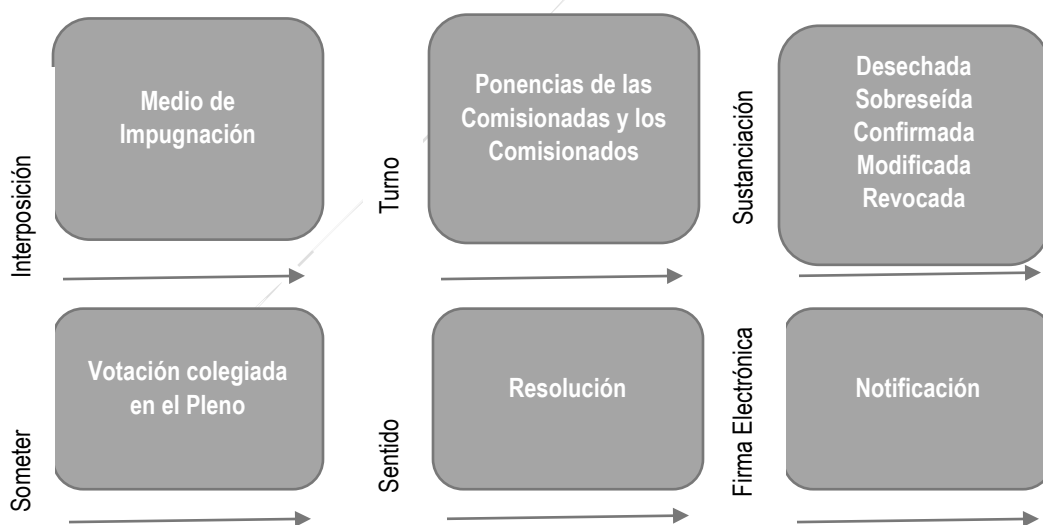 Interposición
Medio de
Impugnación
Turno
Ponencias de las
Comisionadas y los
Comisionados
Sustanciación
Desechada
Sobreseída
Confirmada
Modificada
Revocada
Someter
Votación colegiada
en el Pleno
Sentido
Resolución
Firma Electrónica
Notificación